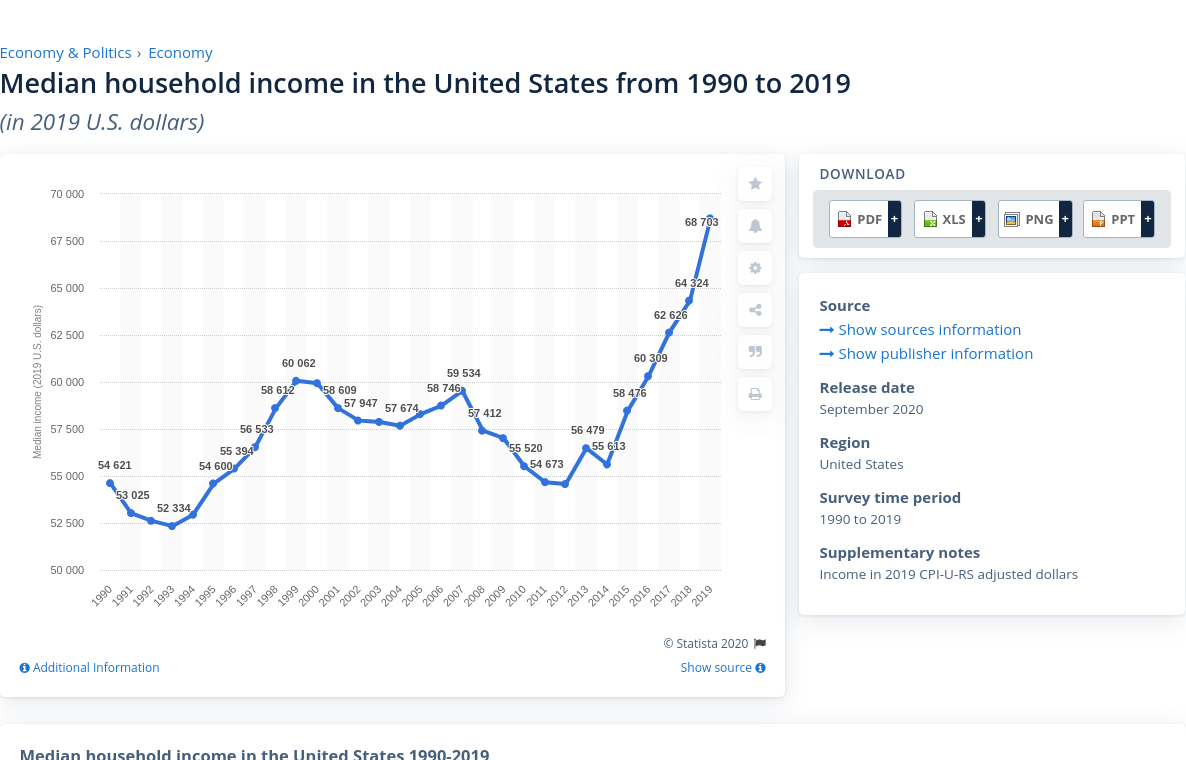 Economy & Politics › Economy
Median household income in the United States from 1990 to 2019
(in 2019 U.S. dollars)
70 000
67 500
65 000
62 500
60 000
57 500
55 000
52 500
50 000
Median income (2019 U.S. dollars)
54 621
53 025
52 334
54 600
55 394
56 533
58 612
60 062
58 609
57 947
57 674
58 746
59 534
57 412
55 520
54 673
56 479
55 613
58 476
60 309
62 626
64 324
68 703
1990
1991
1992
1993
1994
1995
1996
1997
1998
1999
2000
2001
2002
2003
2004
2005
2006
2007
2008
2009
2010
2011
2012
2013
2014
2015
2016
2017
2018
2019
© Statista 2020
Additional Information
Show source
DOWNLOAD
PDF + XLS + PNG + PPT +
Source
Show sources information
Show publisher information
Release date
September 2020
Region
United States
Survey time period
1990 to 2019
Supplementary notes
Income in 2019 CPI-U-RS adjusted dollars
Median household income in the United States 1990-2019